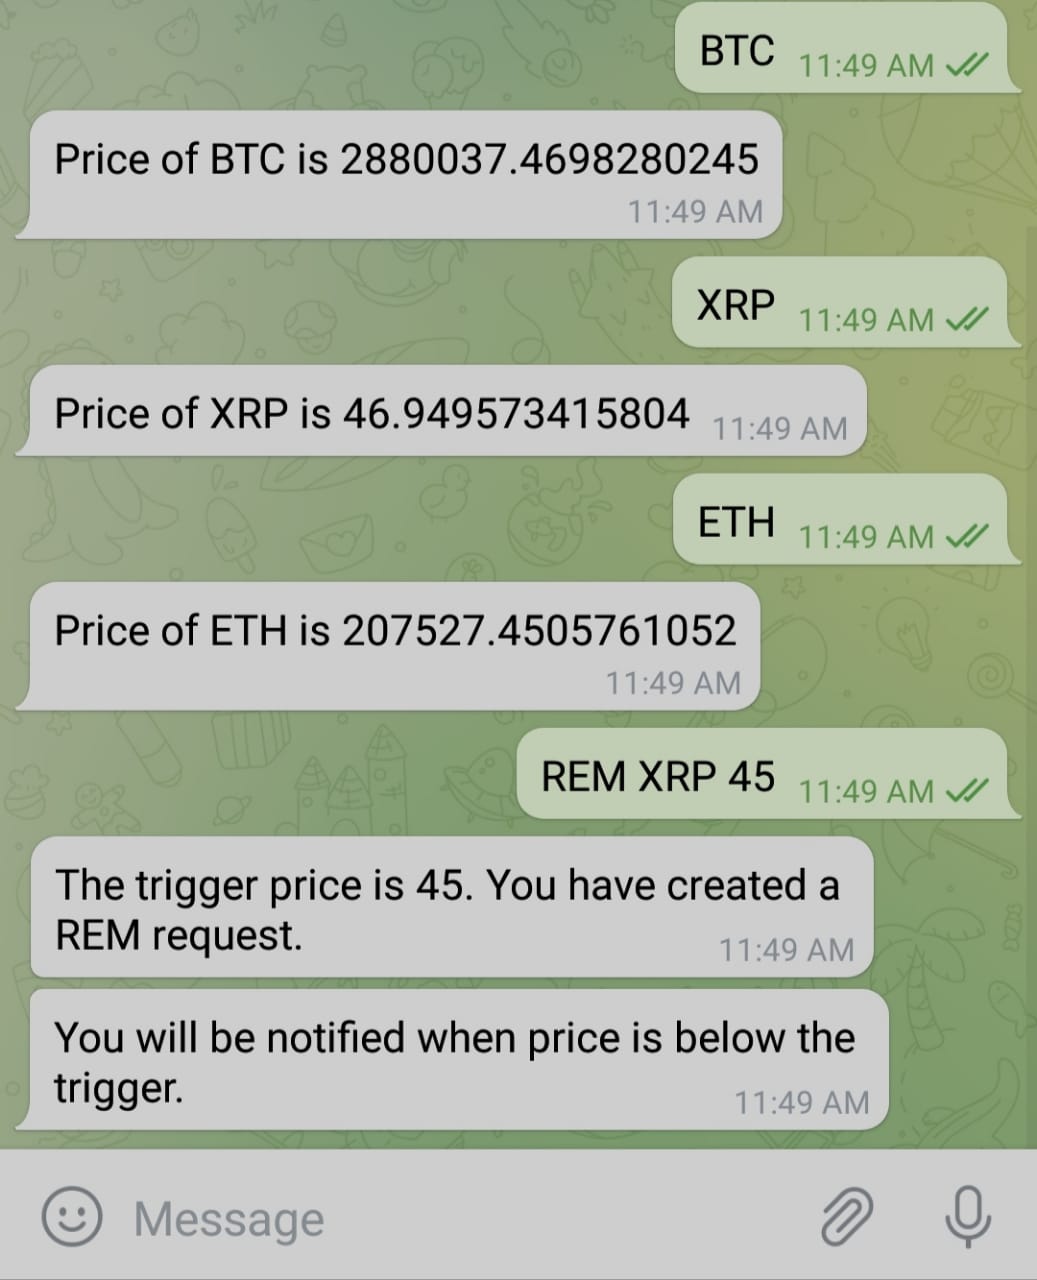 BTC 11:49 AM
Price of BTC is 2880037.4698280245
11:49 AM
XRP 11:49 AM
Price of XRP is 46.949573415804 11:49 AM
ETH 11:49 AM
Price of ETH is 207527.4505761052
11:49 AM
REM XRP 45 11:49 AM
The trigger price is 45. You have created a
REM request.
11:49 AM
You will be notified when price is below the
trigger.
11:49 AM
Message